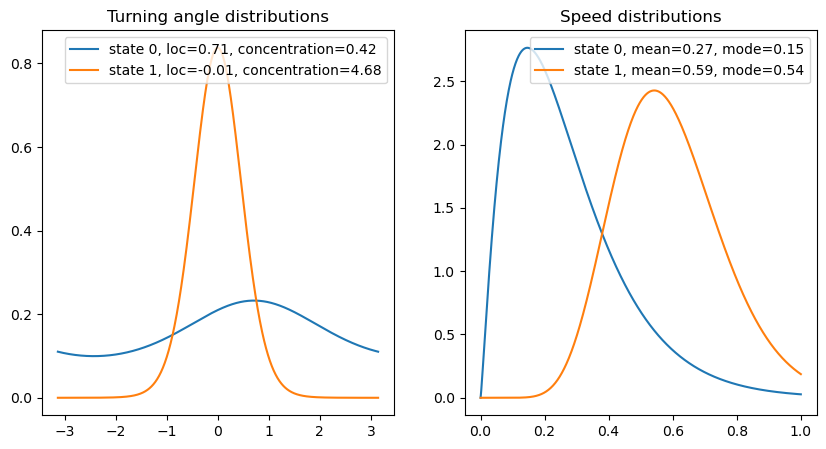 Turning angle distributions
state 0, loc=0.71, concentration=0.42
state 1, loc=-0.01, concentration=4.68
0.8
0.6
0.4
0.2
0.0
−3 −2 −1 0 1 2 3
Speed distributions
state 0, mean=0.27, mode=0.15
state 1, mean=0.59, mode=0.54
2.5
2.0
1.5
1.0
0.5
0.0
0.0 0.2 0.4 0.6 0.8 1.0